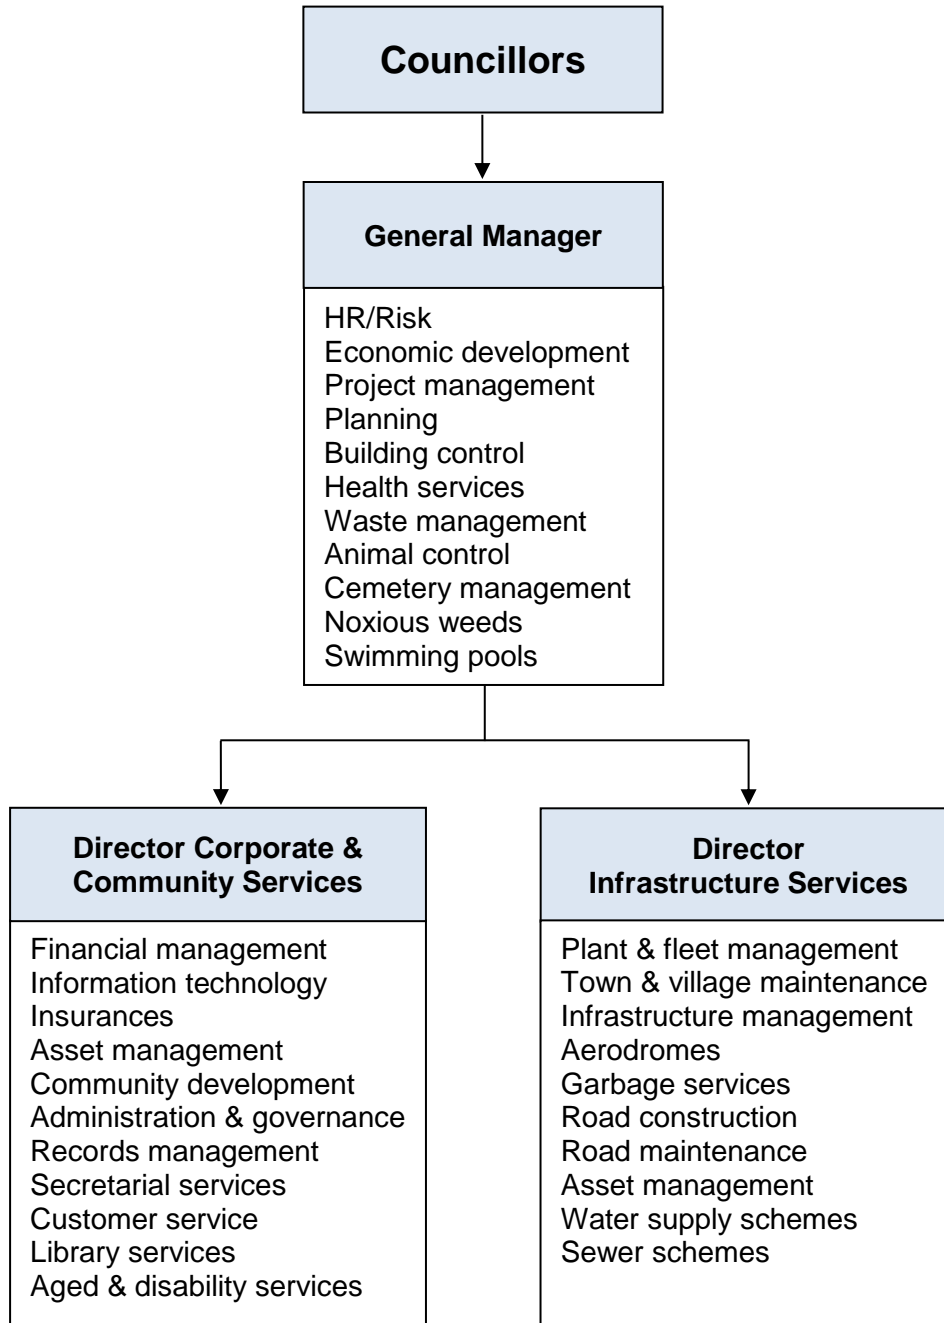 Councillors
General Manager
HR/Risk
Economic development
Project management
Planning
Building control
Health services
Waste management
Animal control
Cemetery management
Noxious weeds
Swimming pools
Director Corporate &
Community Services
Financial management
Information technology
Insurances
Asset management
Community development
Administration & governance
Records management
Secretarial services
Customer service
Library services
Aged & disability services
Director
Infrastructure Services
Plant & fleet management
Town & village maintenance
Infrastructure management
Aerodromes
Garbage services
Road construction
Road maintenance
Asset management
Water supply schemes
Sewer schemes